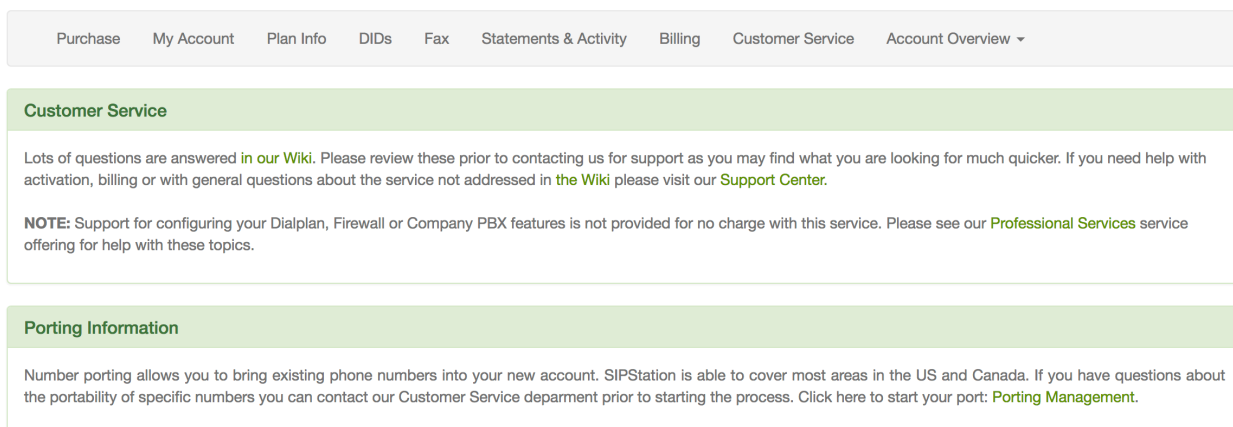 Purchase My Account Plan Info DIDs Fax Statements & Activity Billing Customer Service Account Overview
Customer Service
Lots of questions are answered in our Wiki. Please review these prior to contacting us for support as you may find what you are looking for much quicker. If you need help with
activation, billing or with general questions about the service not addressed in the Wiki please visit our Support Center.
NOTE: Support for configuring your Dialplan, Firewall or Company PBX features is not provided for no charge with this service. Please see our Professional Services service
offering for help with these topics.
Porting Information
Number porting allows you to bring existing phone numbers into your new account. SIPStation is able to cover most areas in the US and Canada. If you have questions about
the portability of specific numbers you can contact our Customer Service deparment prior to starting the process. Click here to start your port: Porting Management.